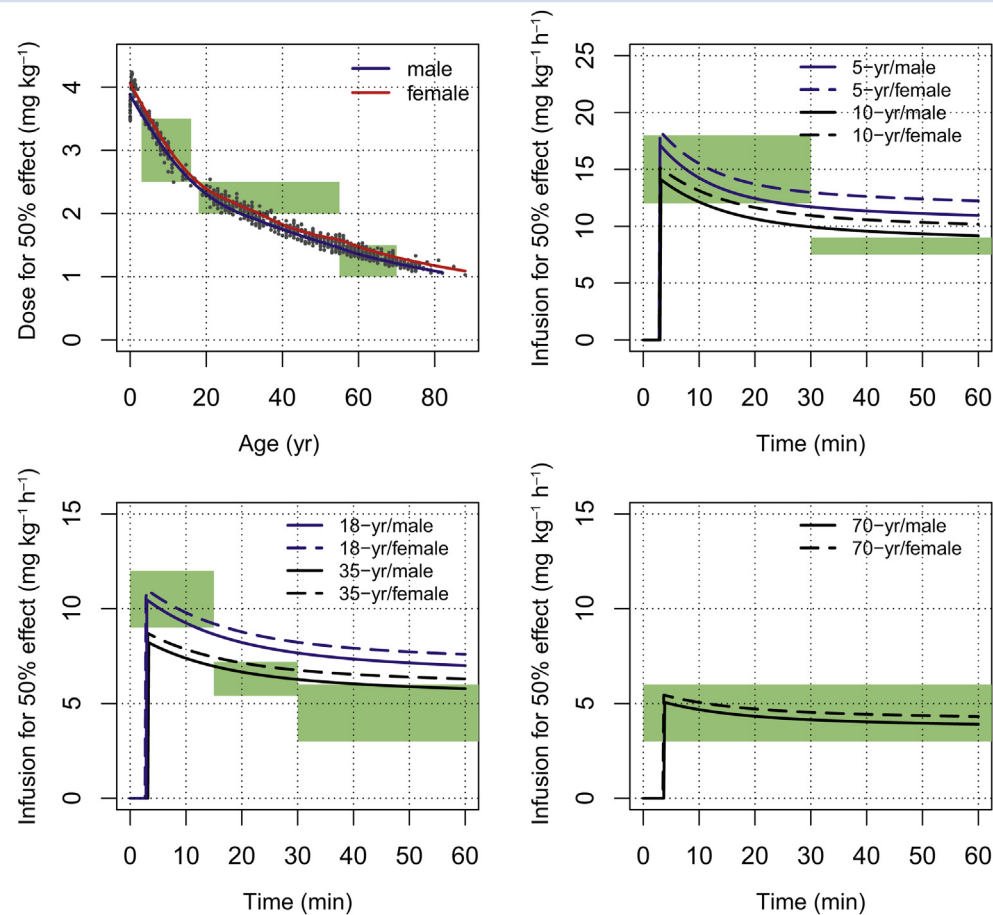 Dose for 50% effect (mg kg⁻¹)
4
3
2
1
0
male
female
0 20 40 60 80
Age (yr)
Infusion for 50% effect (mg kg⁻¹ h⁻¹)
25
20
15
10
5
0
5−yr/male
5−yr/female
10−yr/male
10−yr/female
0 10 20 30 40 50 60
Time (min)
Infusion for 50% effect (mg kg⁻¹ h⁻¹)
15
10
5
0
18−yr/male
18−yr/female
35−yr/male
35−yr/female
0 10 20 30 40 50 60
Time (min)
Infusion for 50% effect (mg kg⁻¹ h⁻¹)
15
10
5
0
70−yr/male
70−yr/female
0 10 20 30 40 50 60
Time (min)